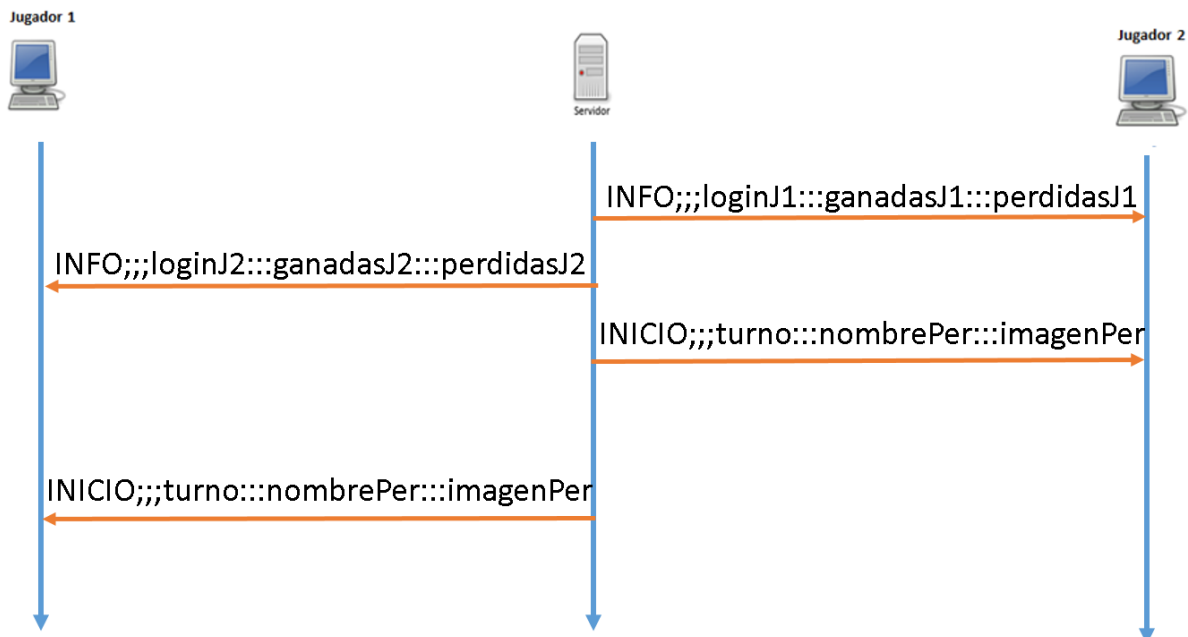 Jugador 1
Servidor
Jugador 2
INFO;;;loginJ1:::ganadasJ1:::perdidasJ1
INFO;;;loginJ2:::ganadasJ2:::perdidasJ2
INICIO;;;turno:::nombrePer:::imagenPer
INICIO;;;turno:::nombrePer:::imagenPer